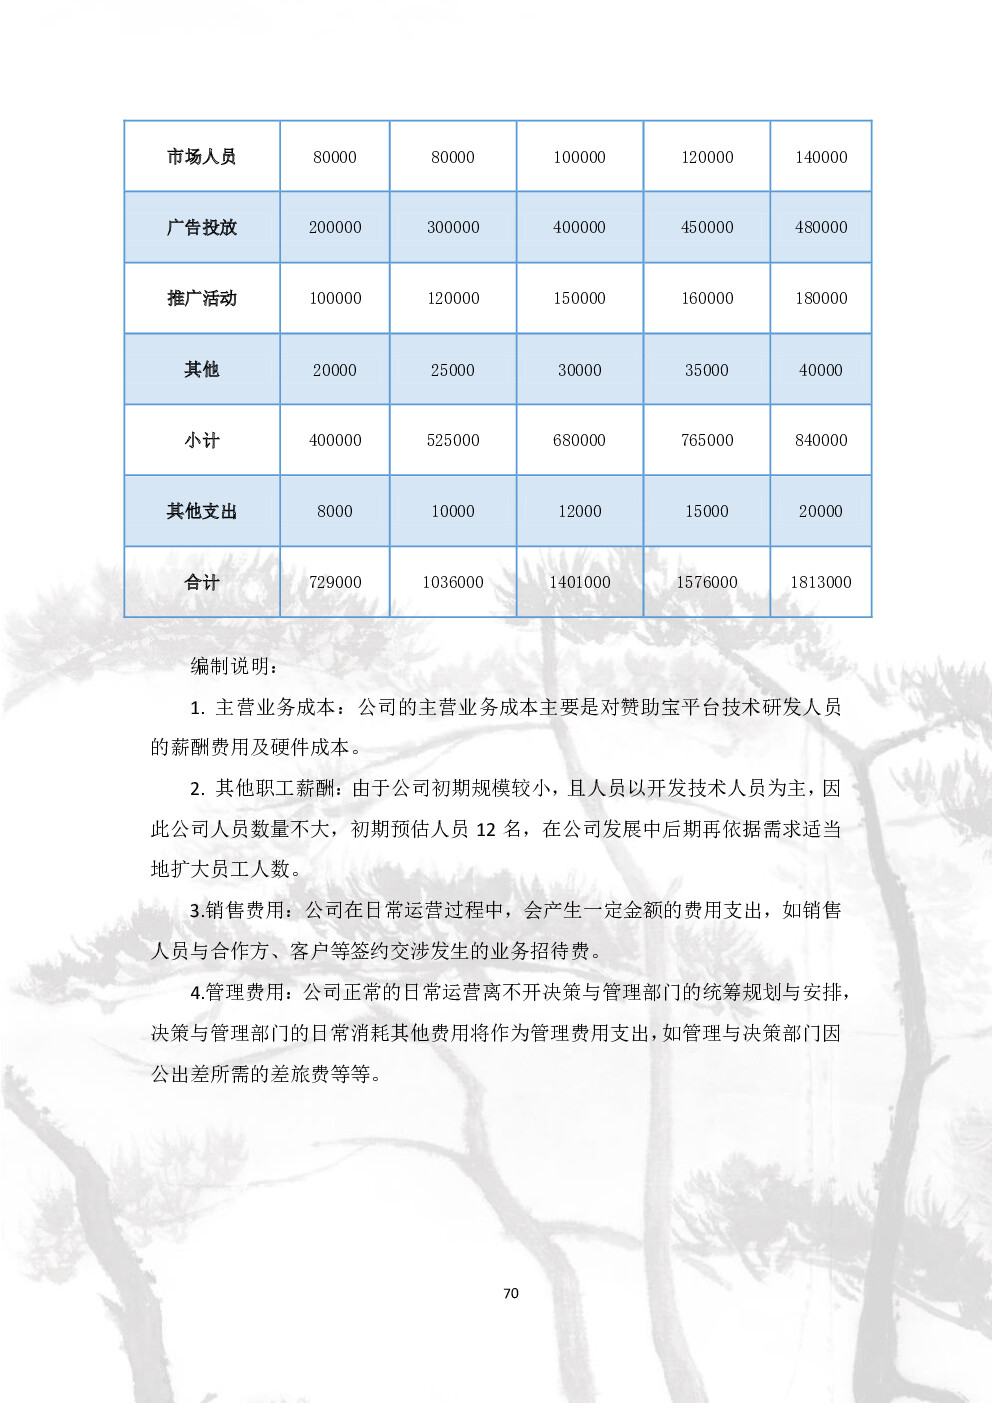 市场人员 80000 80000 100000 120000 140000
广告投放 200000 300000 400000 450000 480000
推广活动 100000 120000 150000 160000 180000
其他 20000 25000 30000 35000 40000
小计 400000 525000 680000 765000 840000
其他支出 8000 10000 12000 15000 20000
合计 729000 1036000 1401000 1576000 1813000
编制说明：
1. 主营业务成本：公司的主营业务成本主要是对赞助宝平台技术研发人员
的薪酬费用及硬件成本。
2. 其他职工薪酬：由于公司初期规模较小，且人员以开发技术人员为主，因
此公司人员数量不大，初期预估人员 12 名，在公司发展中后期再依据需求适当
地扩大员工人数。
3.销售费用：公司在日常运营过程中，会产生一定金额的费用支出，如销售
人员与合作方、客户等签约交涉发生的业务招待费。
4.管理费用：公司正常的日常运营离不开决策与管理部门的统筹规划与安排，
决策与管理部门的日常消耗其他费用将作为管理费用支出，如管理与决策部门因
公出差所需的差旅费等等。
70